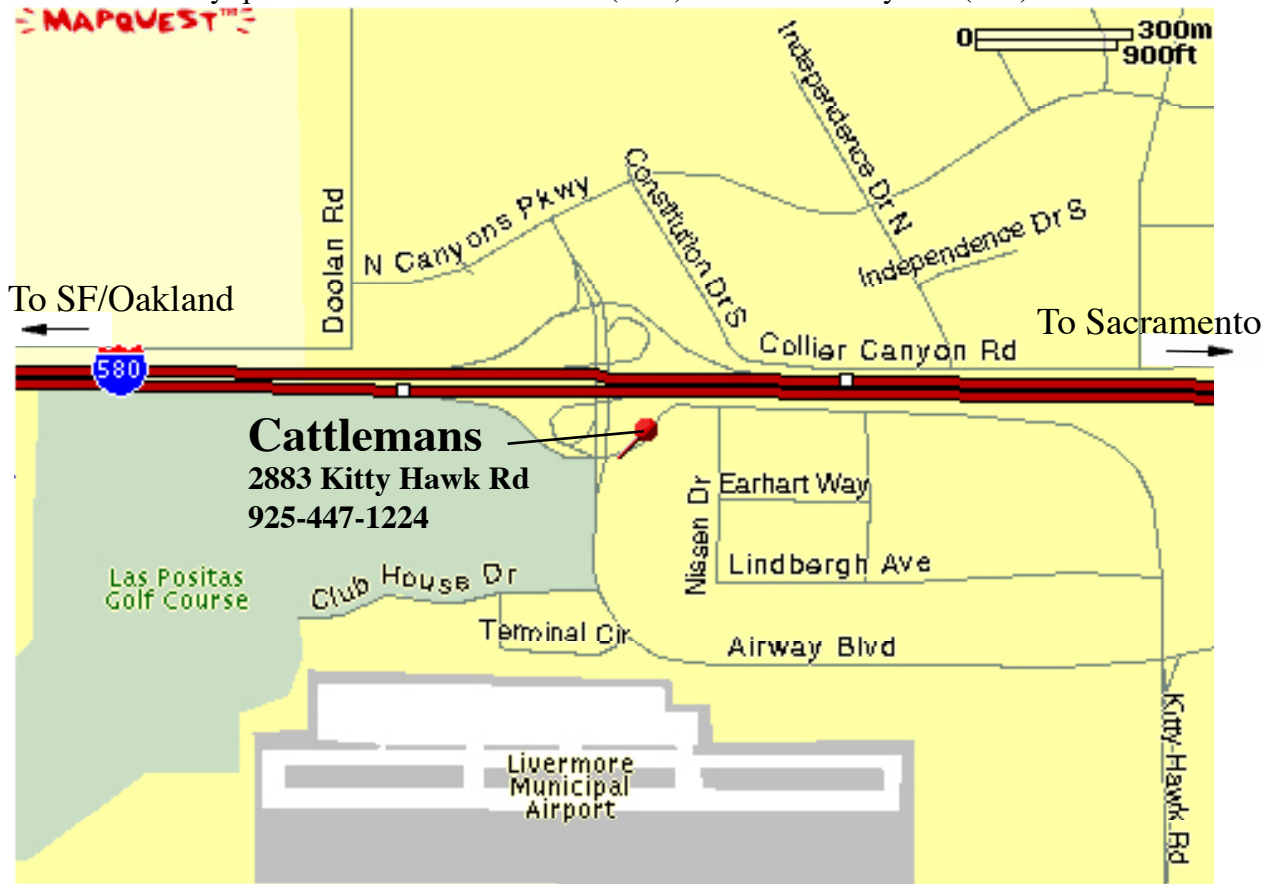 MAPQUEST™
0 300m
900ft
Independence Dr N
Constitution Dr S
N Canyons Pkwy
Doolan Rd
Independence Dr S
To SF/Oakland
To Sacramento
Collier Canyon Rd
580
Cattlemans
2883 Kitty Hawk Rd
925-447-1224
Earhart Way
Nissen Dr
Lindbergh Ave
Las Positas
Golf Course
Club House Dr
Terminal Cir
Airway Blvd
Kitty-Hawk-Rd
Livermore
Municipal
Airport